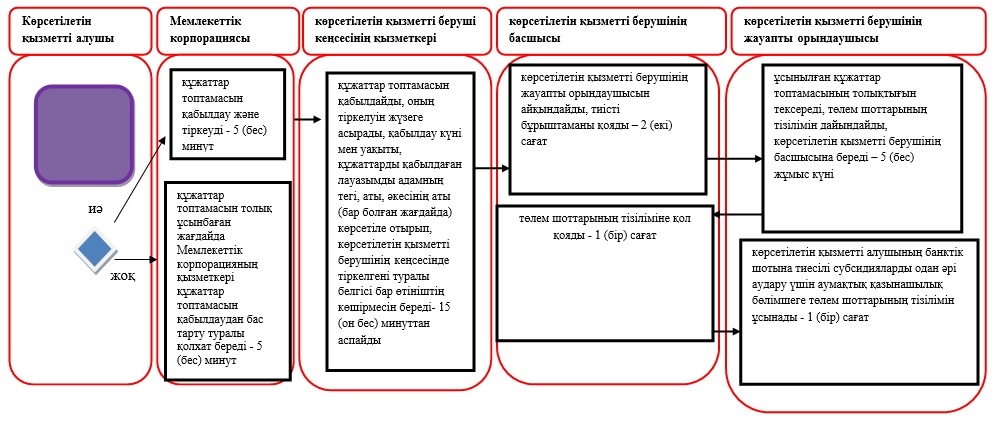 Көрсетілетін
қызметті алушы
Мемлекеттік
корпорациясы
көрсетілетін қызметті беруші
кеңсесінің қызметкері
көрсетілетін қызметті берушінің
басшысы
көрсетілетін қызметті берушінің
жауапты орындаушысы
иә
жоқ
құжаттар
топтамасын
қабылдау және
тіркеуді - 5 (бес)
минут
құжаттар
топтамасын толық
ұсынбаған
жағдайда
Мемлекеттік
корпорацияның
қызметкері
құжаттар
топтамасын
қабылдаудан бас
тарту туралы
қолхат береді - 5
(бес) минут
құжаттар топтамасын
қабылдайды, оның
тіркелуін жүзеге
асырады, қабылдау күні
мен уақыты,
құжаттарды қабылдаған
лауазымды адамның
тегі, аты, әкесінің аты
(бар болған жағдайда)
көрсетіле отырып,
көрсетілетін қызметті
берушінің кеңсесінде
тіркелгені туралы
белгісі бар өтініштің
көшірмесін береді- 15
(он бес) минуттан
аспайды
көрсетілетін қызметті берушінің
жауапты орындаушысын
айқындайды, тиісті
бұрыштаманы қояды – 2 (екі)
сағат
төлем шоттарының тізіліміне қол
қояды - 1 (бір) сағат
ұсынылған құжаттар
топтамасының толықтығын
тексереді, төлем шоттарының
тізілімін дайындайды,
көрсетілетін қызметті берушінің
басшысына береді – 5 (бес)
жұмыс күні
көрсетілетін қызметті алушының банктік
шотына тиесілі субсидияларды одан әрі
аудару үшін аумақтық қазынашылық
бөлімшеге төлем шоттарының тізілімін
ұсынады - 1 (бір) сағат